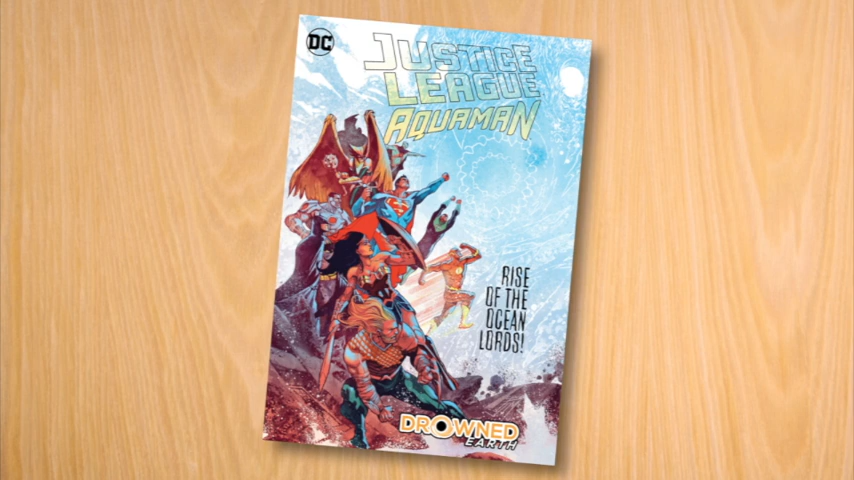 DC
JUSTICE
LEAGUE
AQUAMAN
RISE
OF THE
OCEAN
LORDS!
DROWNED
EARTH